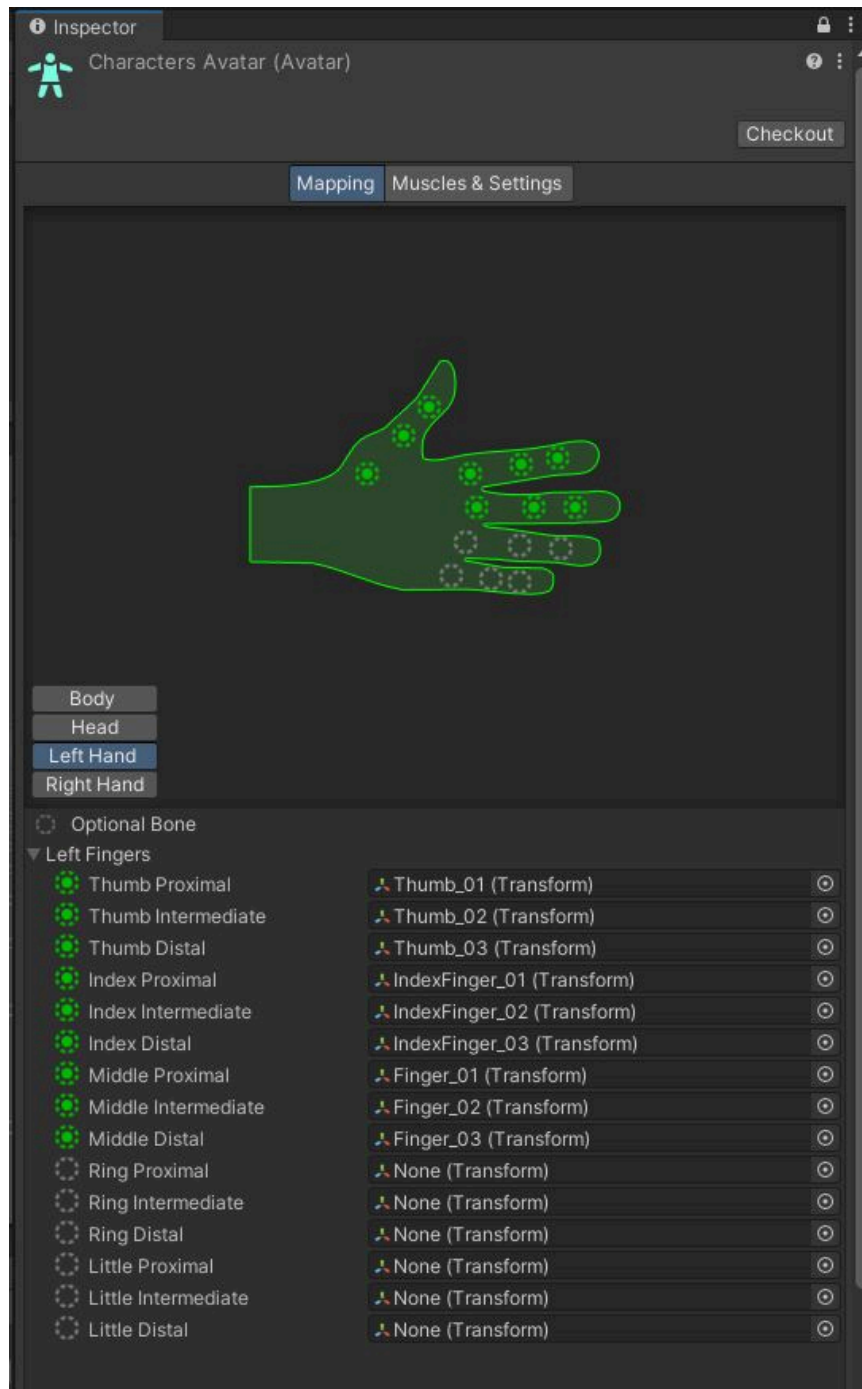 Inspector
Characters Avatar (Avatar)
Checkout
Mapping Muscles & Settings
Body
Head
Left Hand
Right Hand
Optional Bone
Left Fingers
Thumb Proximal Thumb_01 (Transform)
Thumb Intermediate Thumb_02 (Transform)
Thumb Distal Thumb_03 (Transform)
Index Proximal IndexFinger_01 (Transform)
Index Intermediate IndexFinger_02 (Transform)
Index Distal IndexFinger_03 (Transform)
Middle Proximal Finger_01 (Transform)
Middle Intermediate Finger_02 (Transform)
Middle Distal Finger_03 (Transform)
Ring Proximal None (Transform)
Ring Intermediate None (Transform)
Ring Distal None (Transform)
Little Proximal None (Transform)
Little Intermediate None (Transform)
Little Distal None (Transform)